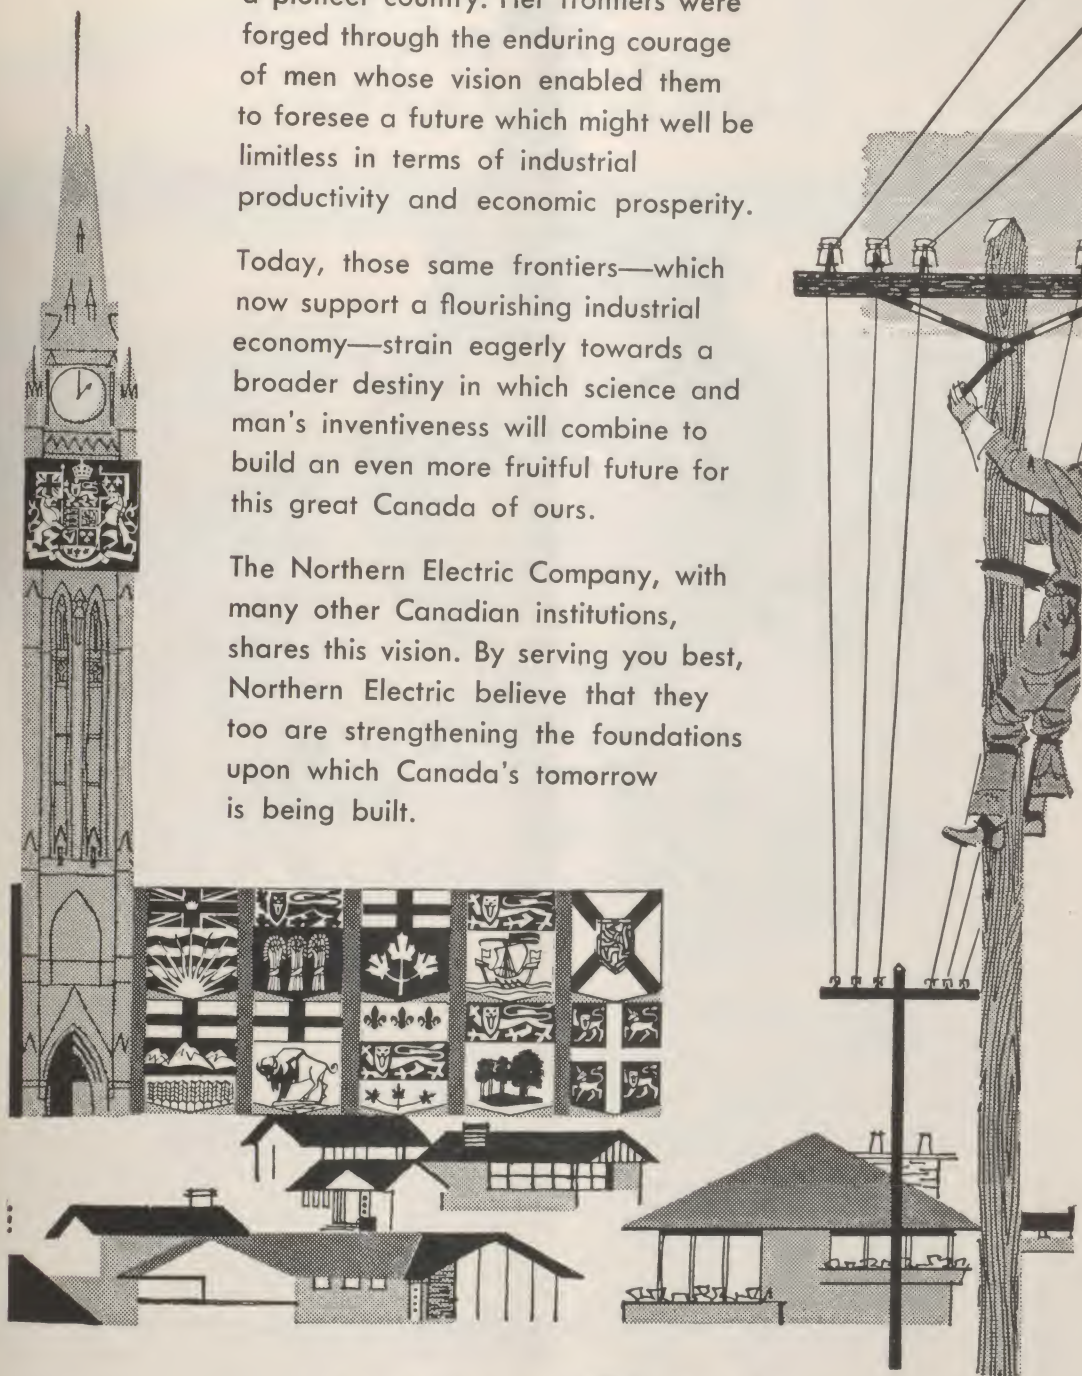 a pioneer country. Her frontiers were
forged through the enduring courage
of men whose vision enabled them
to foresee a future which might well be
limitless in terms of industrial
productivity and economic prosperity.
Today, those same frontiers—which
now support a flourishing industrial
economy—strain eagerly towards a
broader destiny in which science and
man's inventiveness will combine to
build an even more fruitful future for
this great Canada of ours.
The Northern Electric Company, with
many other Canadian institutions,
shares this vision. By serving you best,
Northern Electric believe that they
too are strengthening the foundations
upon which Canada's tomorrow
is being built.